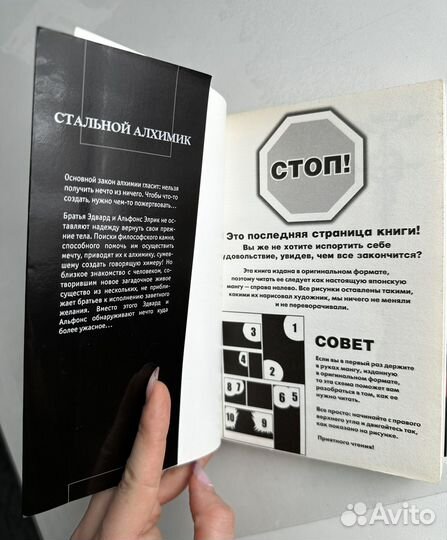 СТАЛЬНОЙ АЛХИМИК
Основной закон алхимии гласит: нельзя
получить нечто из ничего. Чтобы что-то
создать, нужно чем-то пожертвовать...
Братья Эдвард и Альфонс Элрик не ос-
тавляют надежду вернуть свои преж-
ние тела. Поиски философского камня,
способного помочь им осуществить
мечту, приводят их к алхимику, сумев-
шему создать говорящую химеру! Но
близкое знакомство с человеком, со-
творившим новое загадочное живое
существо из нескольких, не прибли-
жает братьев к исполнению заветного
желания. Вместо этого Эдвард и
Альфонс обнаруживают нечто куда
более ужасное...
СТОП!
Это последняя страница книги!
Вы же не хотите испортить себе
удовольствие, увидев, чем все закончится?
Эта книга издана в оригинальном формате,
поэтому читать ее следует как настоящую японскую
мангу — справа налево. Все рисунки оставлены такими,
какими их нарисовал художник, мы ничего не меняли
и не переворачивали.
3 1
4 2
8 7 6 5
10 9
СОВЕТ
Если вы в первый раз держите
в руках мангу, изданную
в оригинальном формате,
то эта схема поможет вам
разобраться в том, как ее
нужно читать.
Все просто: начинайте с правого
верхнего угла и двигайтесь так,
как показано на рисунке.
Приятного чтения!
Avito